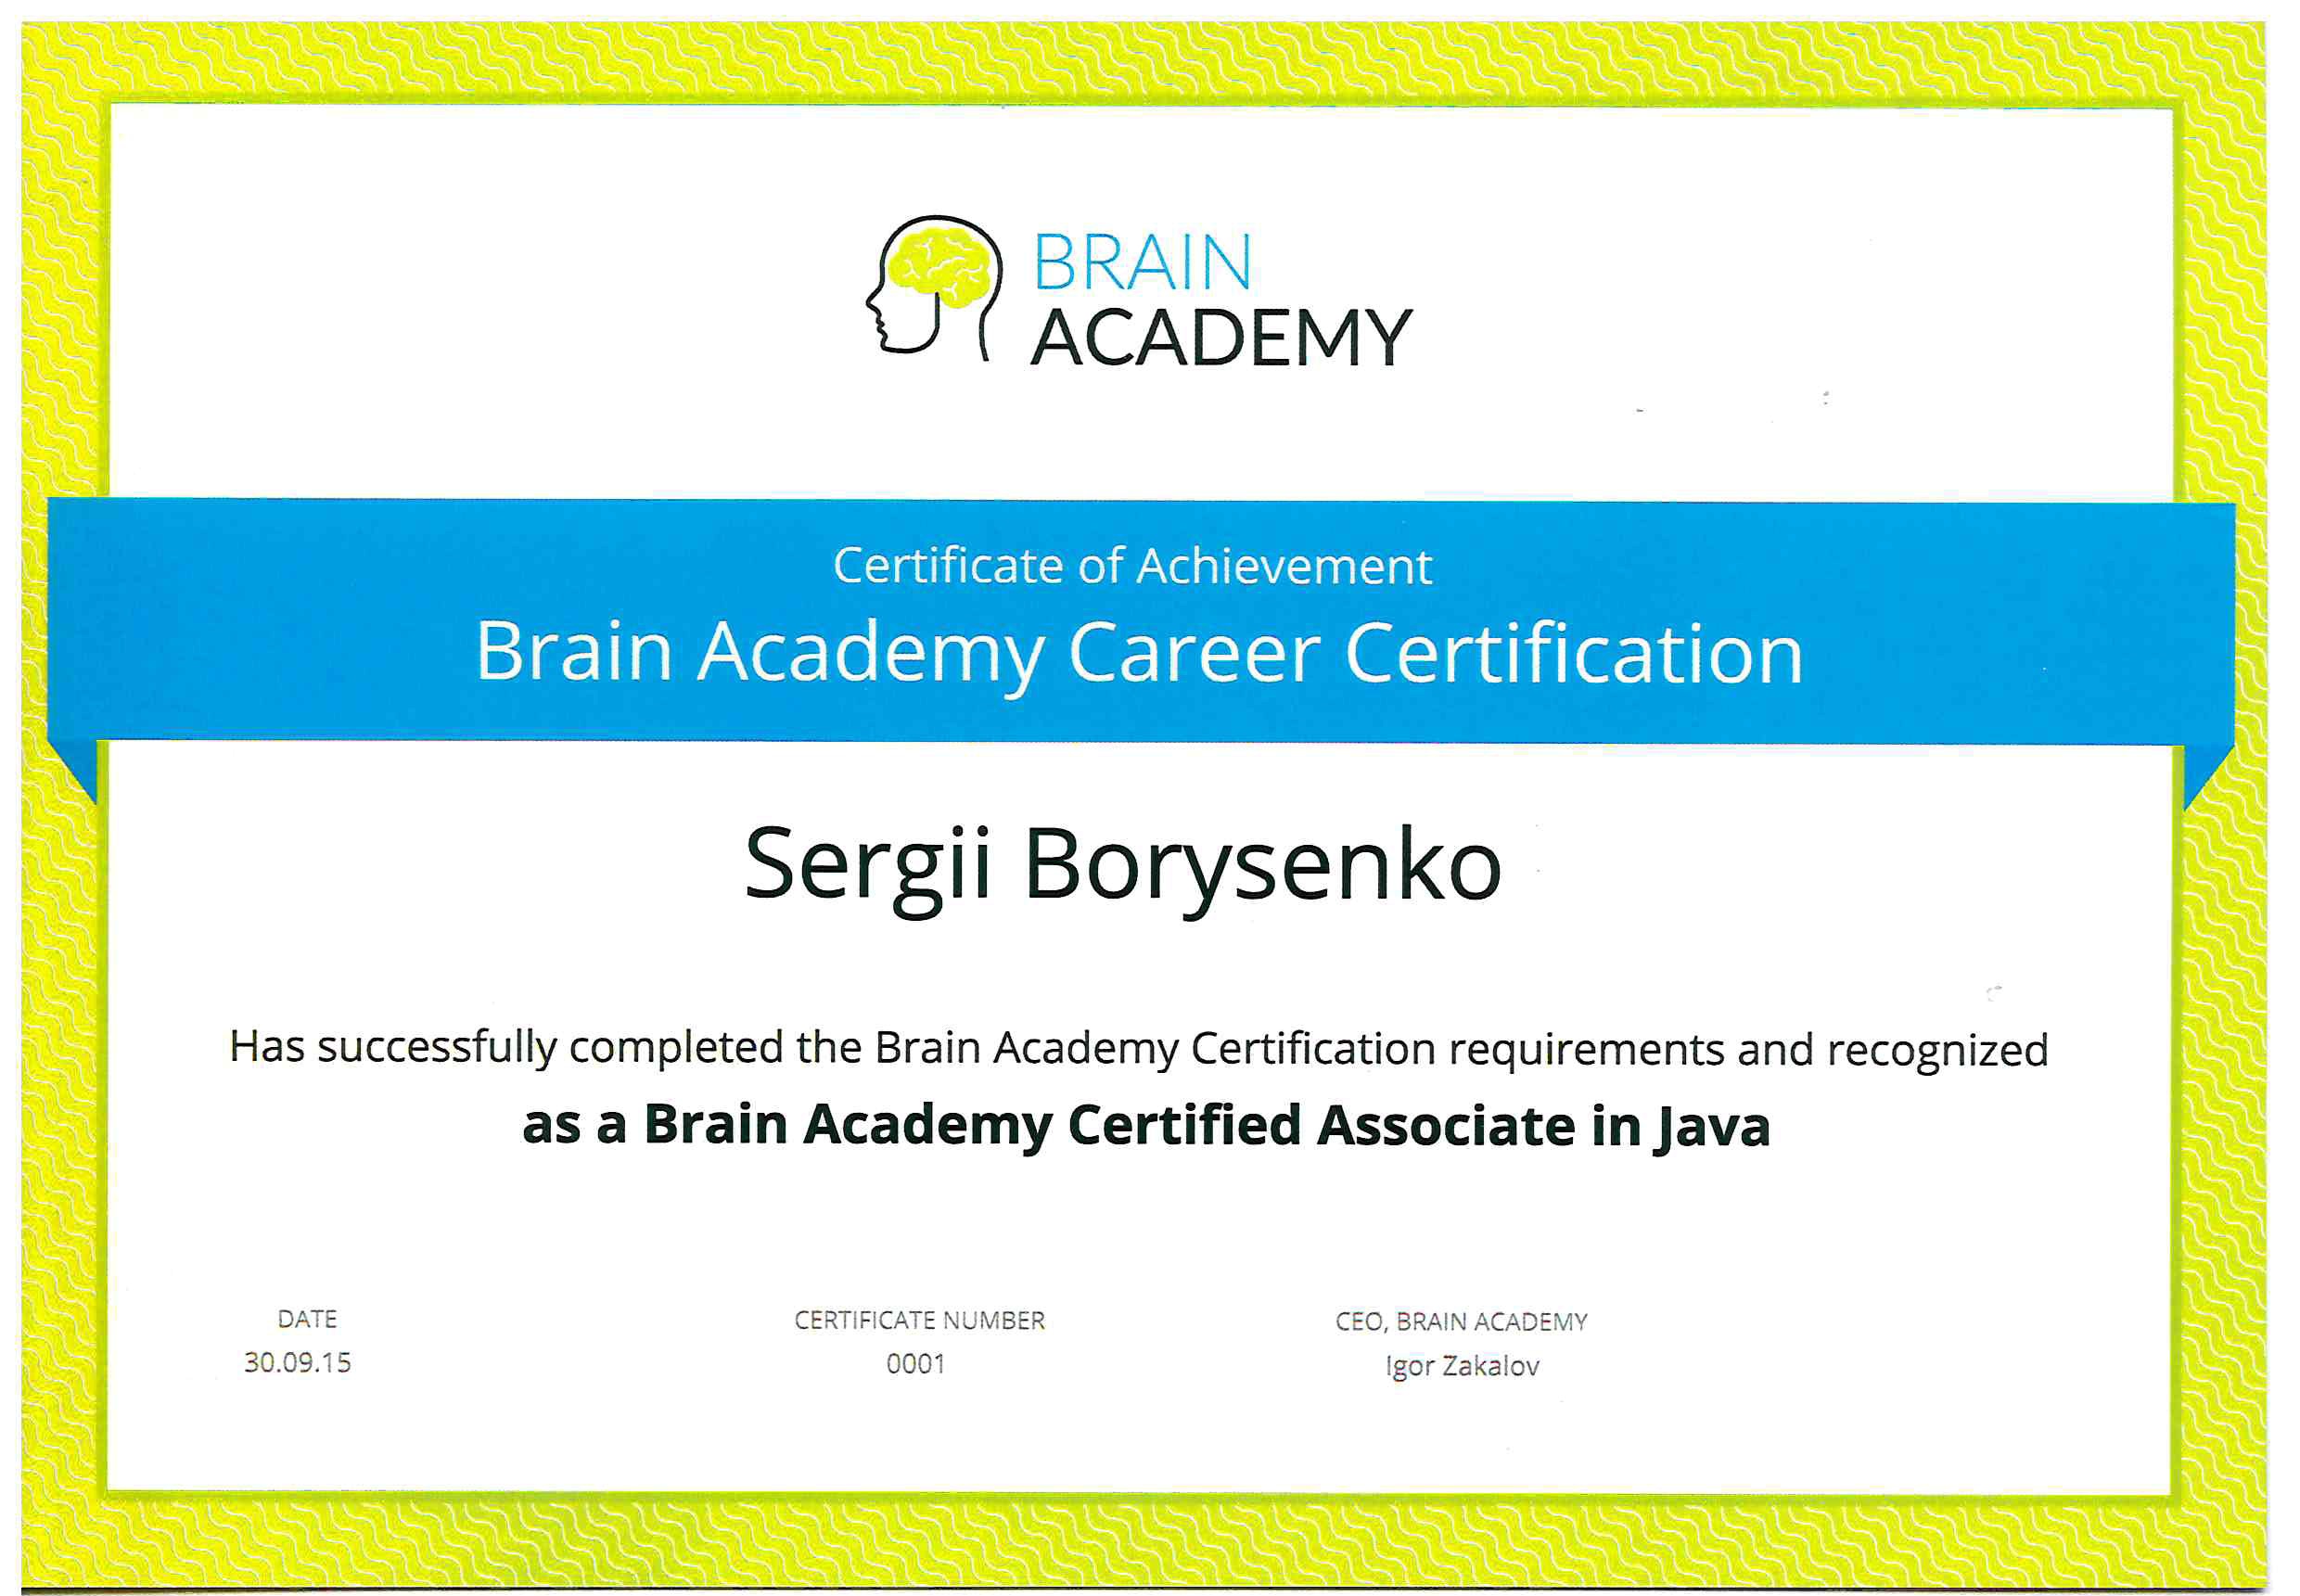 BRAIN
ACADEMY
Certificate of Achievement
Brain Academy Career Certification
Sergii Borysenko
Has successfully completed the Brain Academy Certification requirements and recognized
as a Brain Academy Certified Associate in Java
DATE
30.09.15
CERTIFICATE NUMBER
0001
CEO, BRAIN ACADEMY
Igor Zakalov